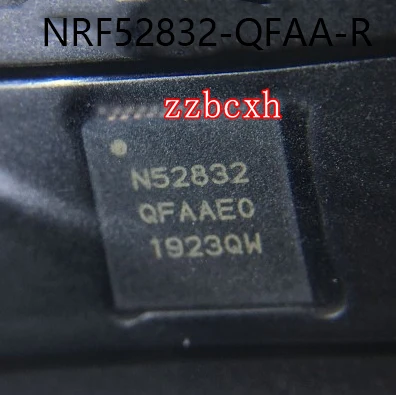 NRF52832-QFAA-R
zzbcxh
N52832
QFAAE0
1923QW